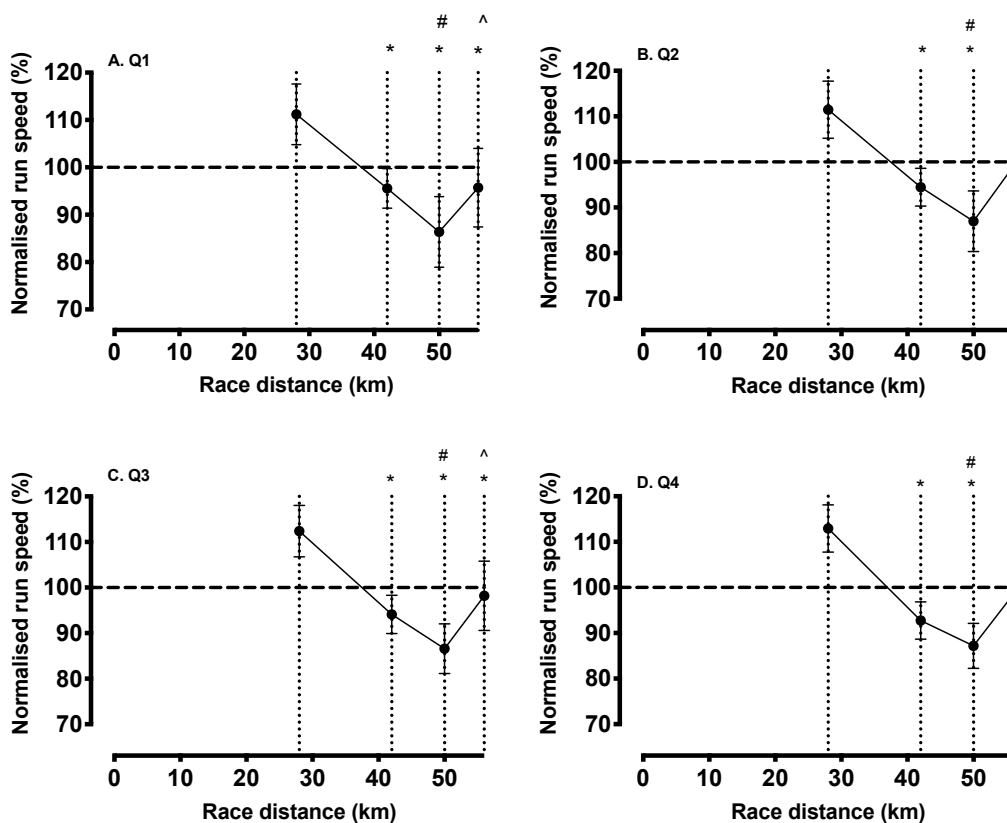 # ^
* * *
A. Q1
Normalised run speed (%)
120
110
100
90
80
70
0 10 20 30 40 50
Race distance (km)
#
* *
B. Q2
Normalised run speed (%)
120
110
100
90
80
70
0 10 20 30 40 50
Race distance (km)
# ^
* * *
C. Q3
Normalised run speed (%)
120
110
100
90
80
70
0 10 20 30 40 50
Race distance (km)
#
* *
D. Q4
Normalised run speed (%)
120
110
100
90
80
70
0 10 20 30 40 50
Race distance (km)